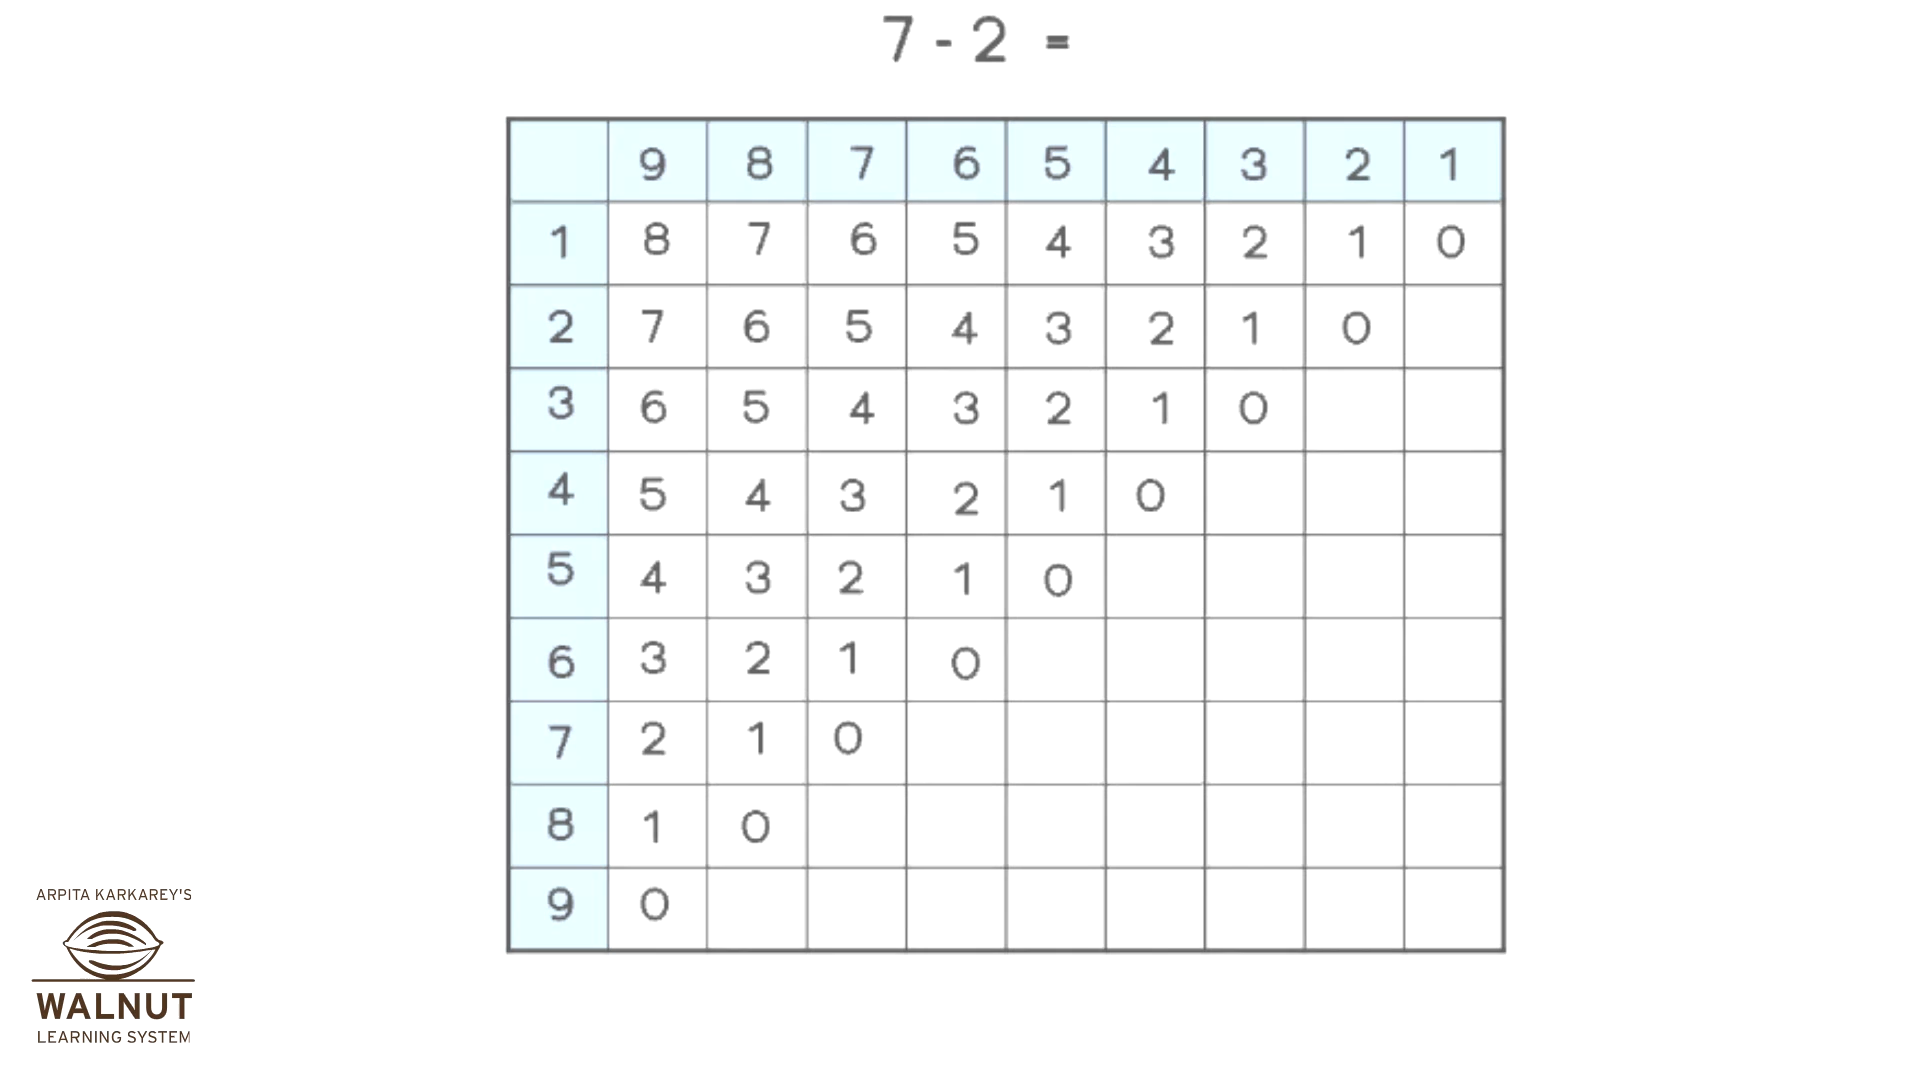 7 - 2 =
9 8 7 6 5 4 3 2 1
1 8 7 6 5 4 3 2 1 0
2 7 6 5 4 3 2 1 0
3 6 5 4 3 2 1 0
4 5 4 3 2 1 0
5 4 3 2 1 0
6 3 2 1 0
7 2 1 0
8 1 0
9 0
ARPITA KARKAREY'S
WALNUT
LEARNING SYSTEM